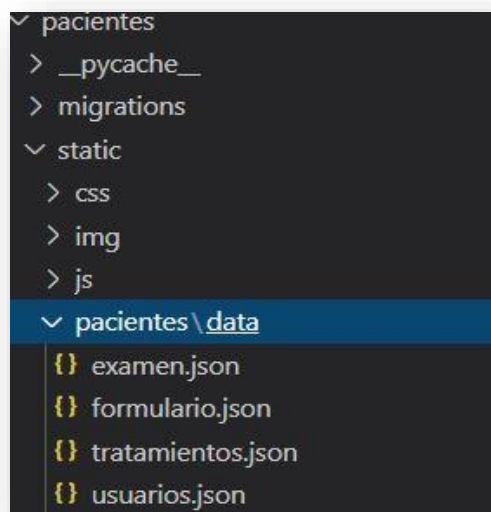 pacientes
__pycache__
migrations
static
css
img
js
pacientes\data
{} examen.json
{} formulario.json
{} tratamientos.json
{} usuarios.json